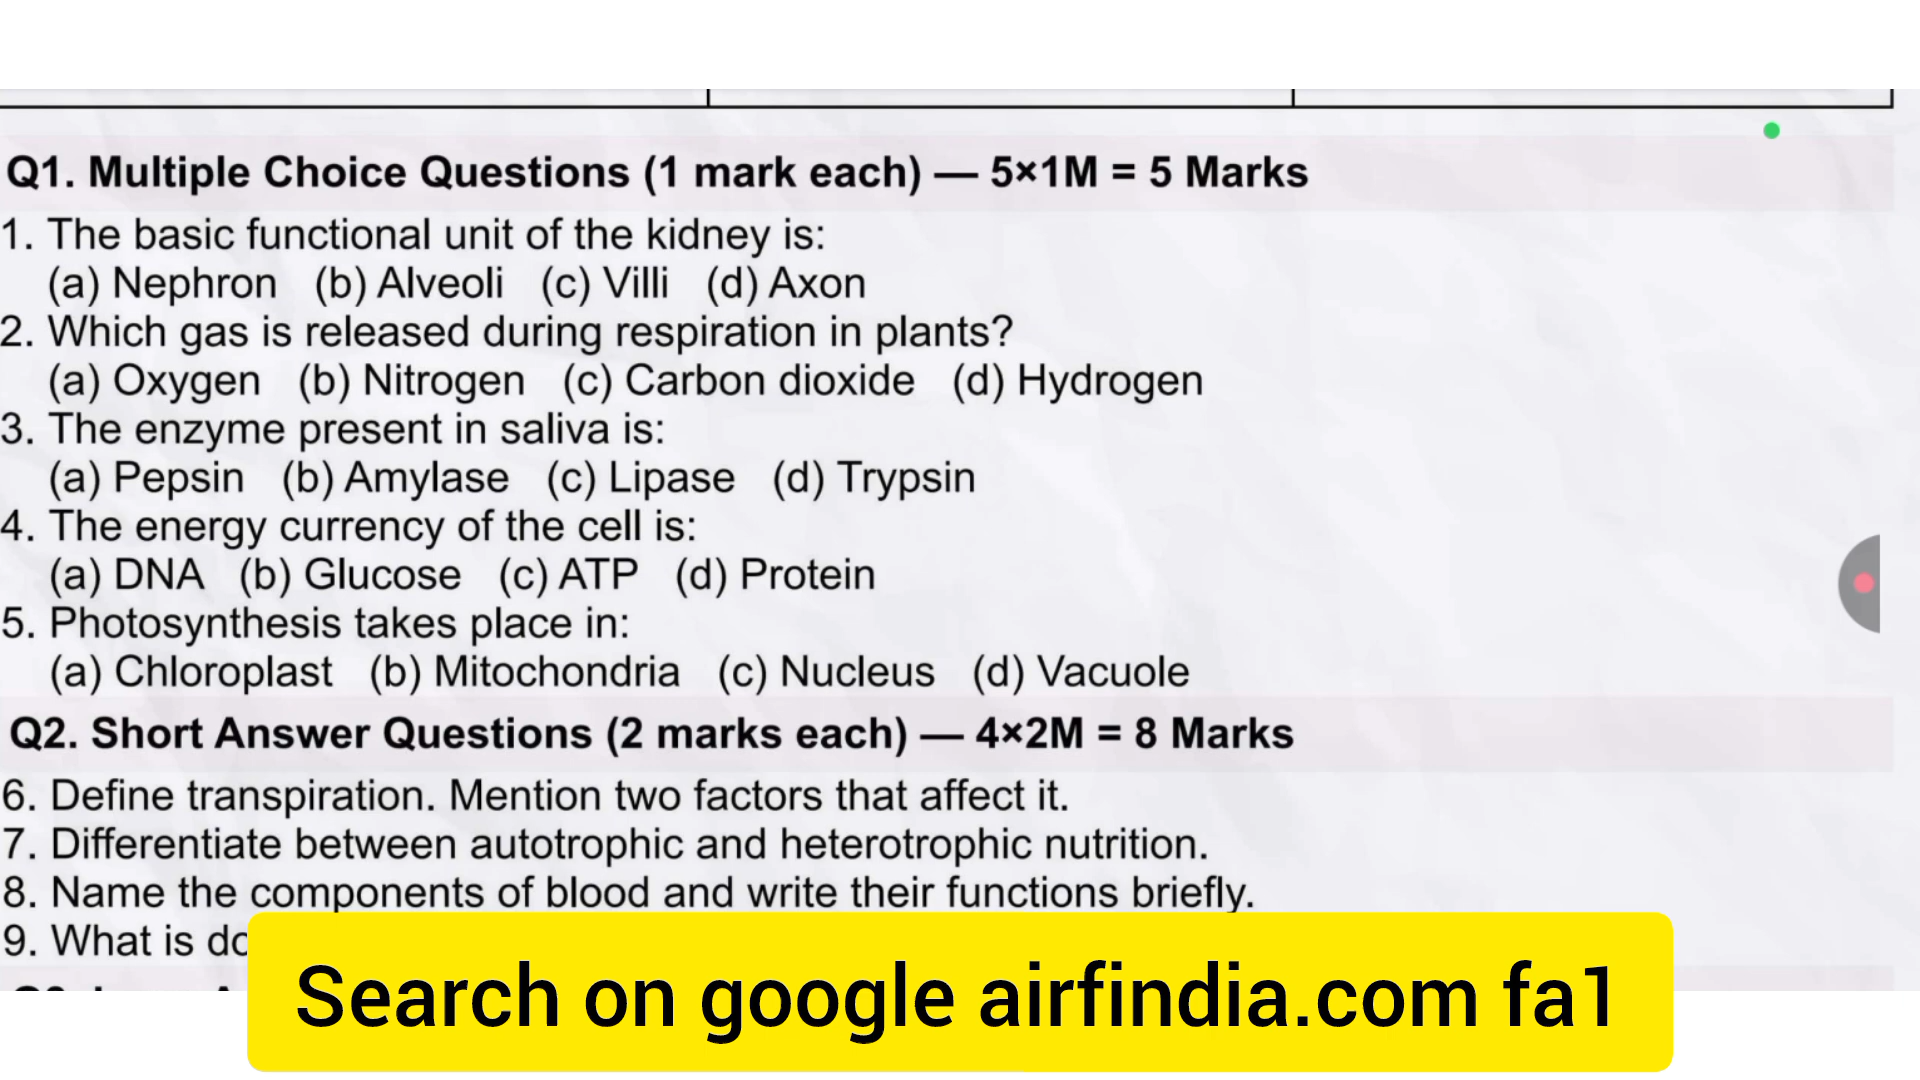 Q1. Multiple Choice Questions (1 mark each) — 5×1M = 5 Marks
1. The basic functional unit of the kidney is:
(a) Nephron (b) Alveoli (c) Villi (d) Axon
2. Which gas is released during respiration in plants?
(a) Oxygen (b) Nitrogen (c) Carbon dioxide (d) Hydrogen
3. The enzyme present in saliva is:
(a) Pepsin (b) Amylase (c) Lipase (d) Trypsin
4. The energy currency of the cell is:
(a) DNA (b) Glucose (c) ATP (d) Protein
5. Photosynthesis takes place in:
(a) Chloroplast (b) Mitochondria (c) Nucleus (d) Vacuole
Q2. Short Answer Questions (2 marks each) — 4×2M = 8 Marks
6. Define transpiration. Mention two factors that affect it.
7. Differentiate between autotrophic and heterotrophic nutrition.
8. Name the components of blood and write their functions briefly.
9. What is
Search on google airfindia.com fa1